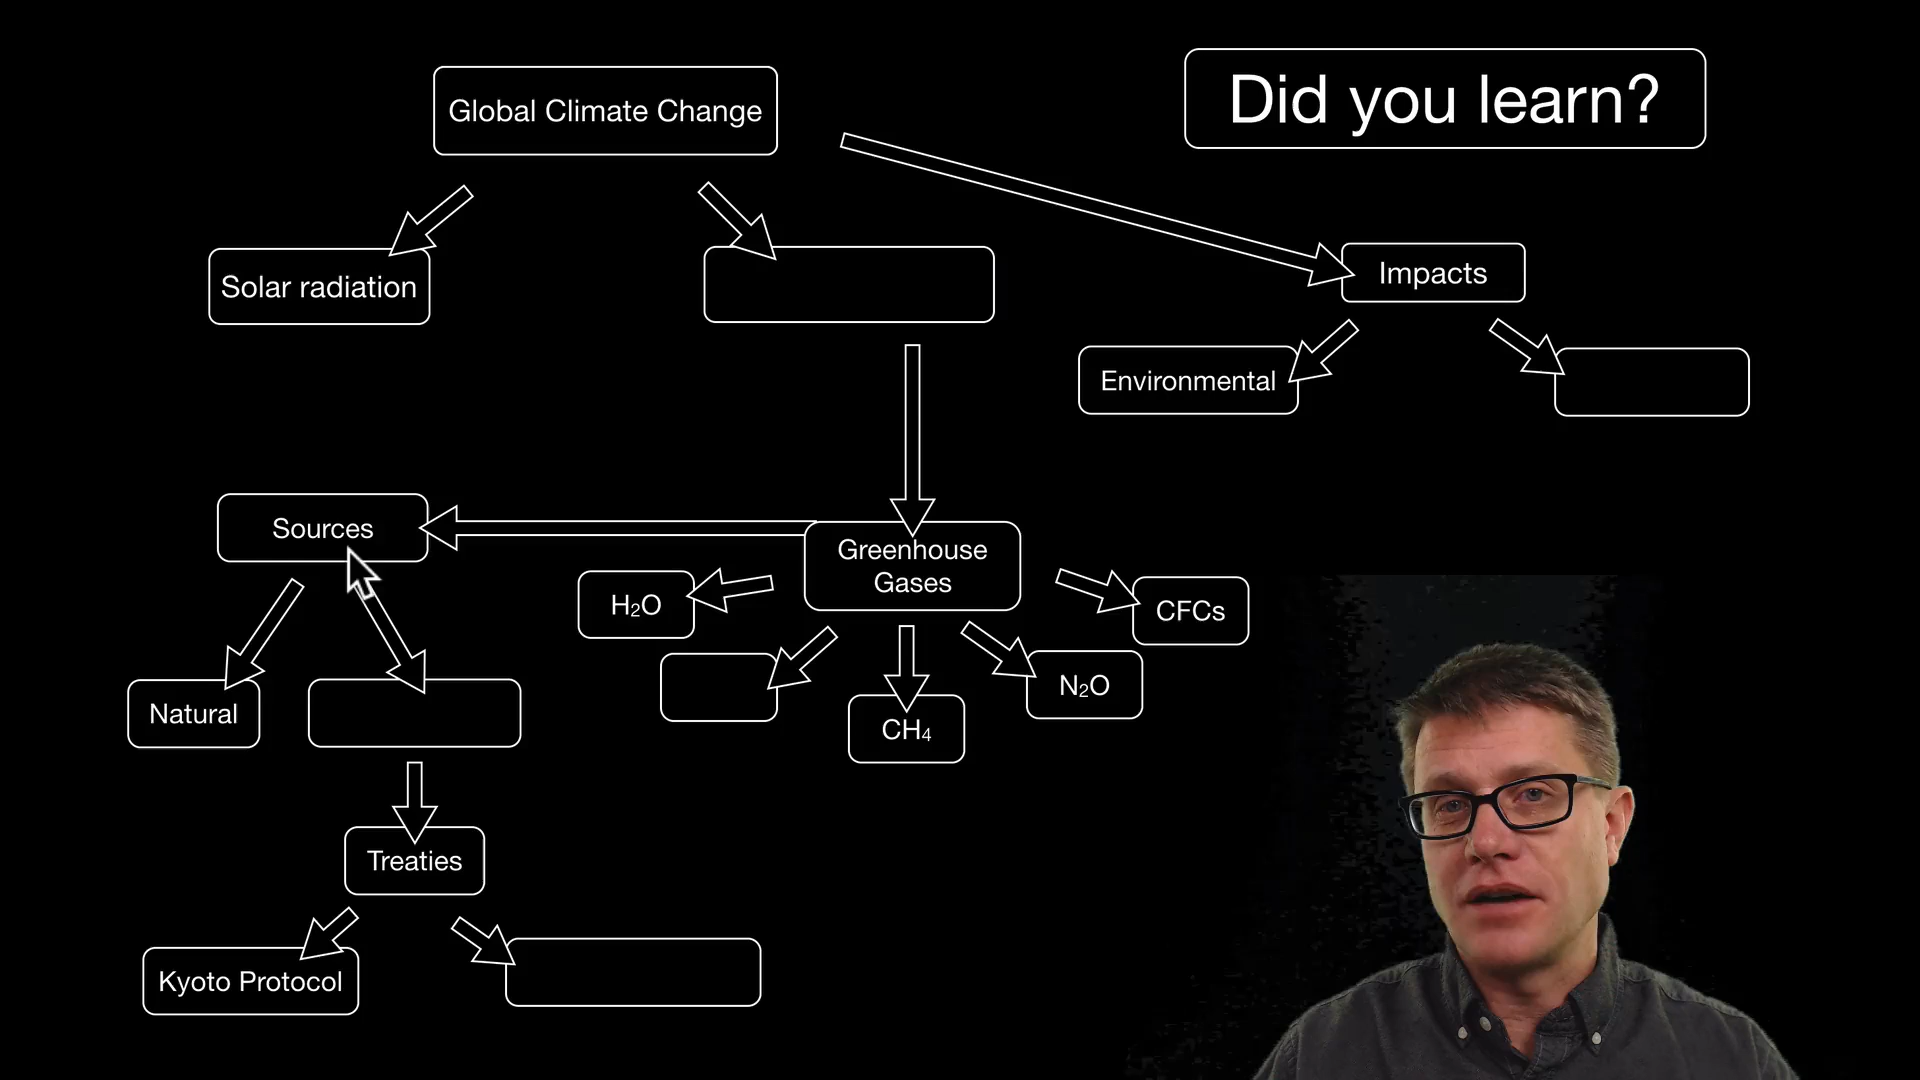 Did you learn?
Global Climate Change
Solar radiation
Impacts
Environmental
Sources
Greenhouse
Gases
H₂O
CFCs
N₂O
CH₄
Natural
Treaties
Kyoto Protocol